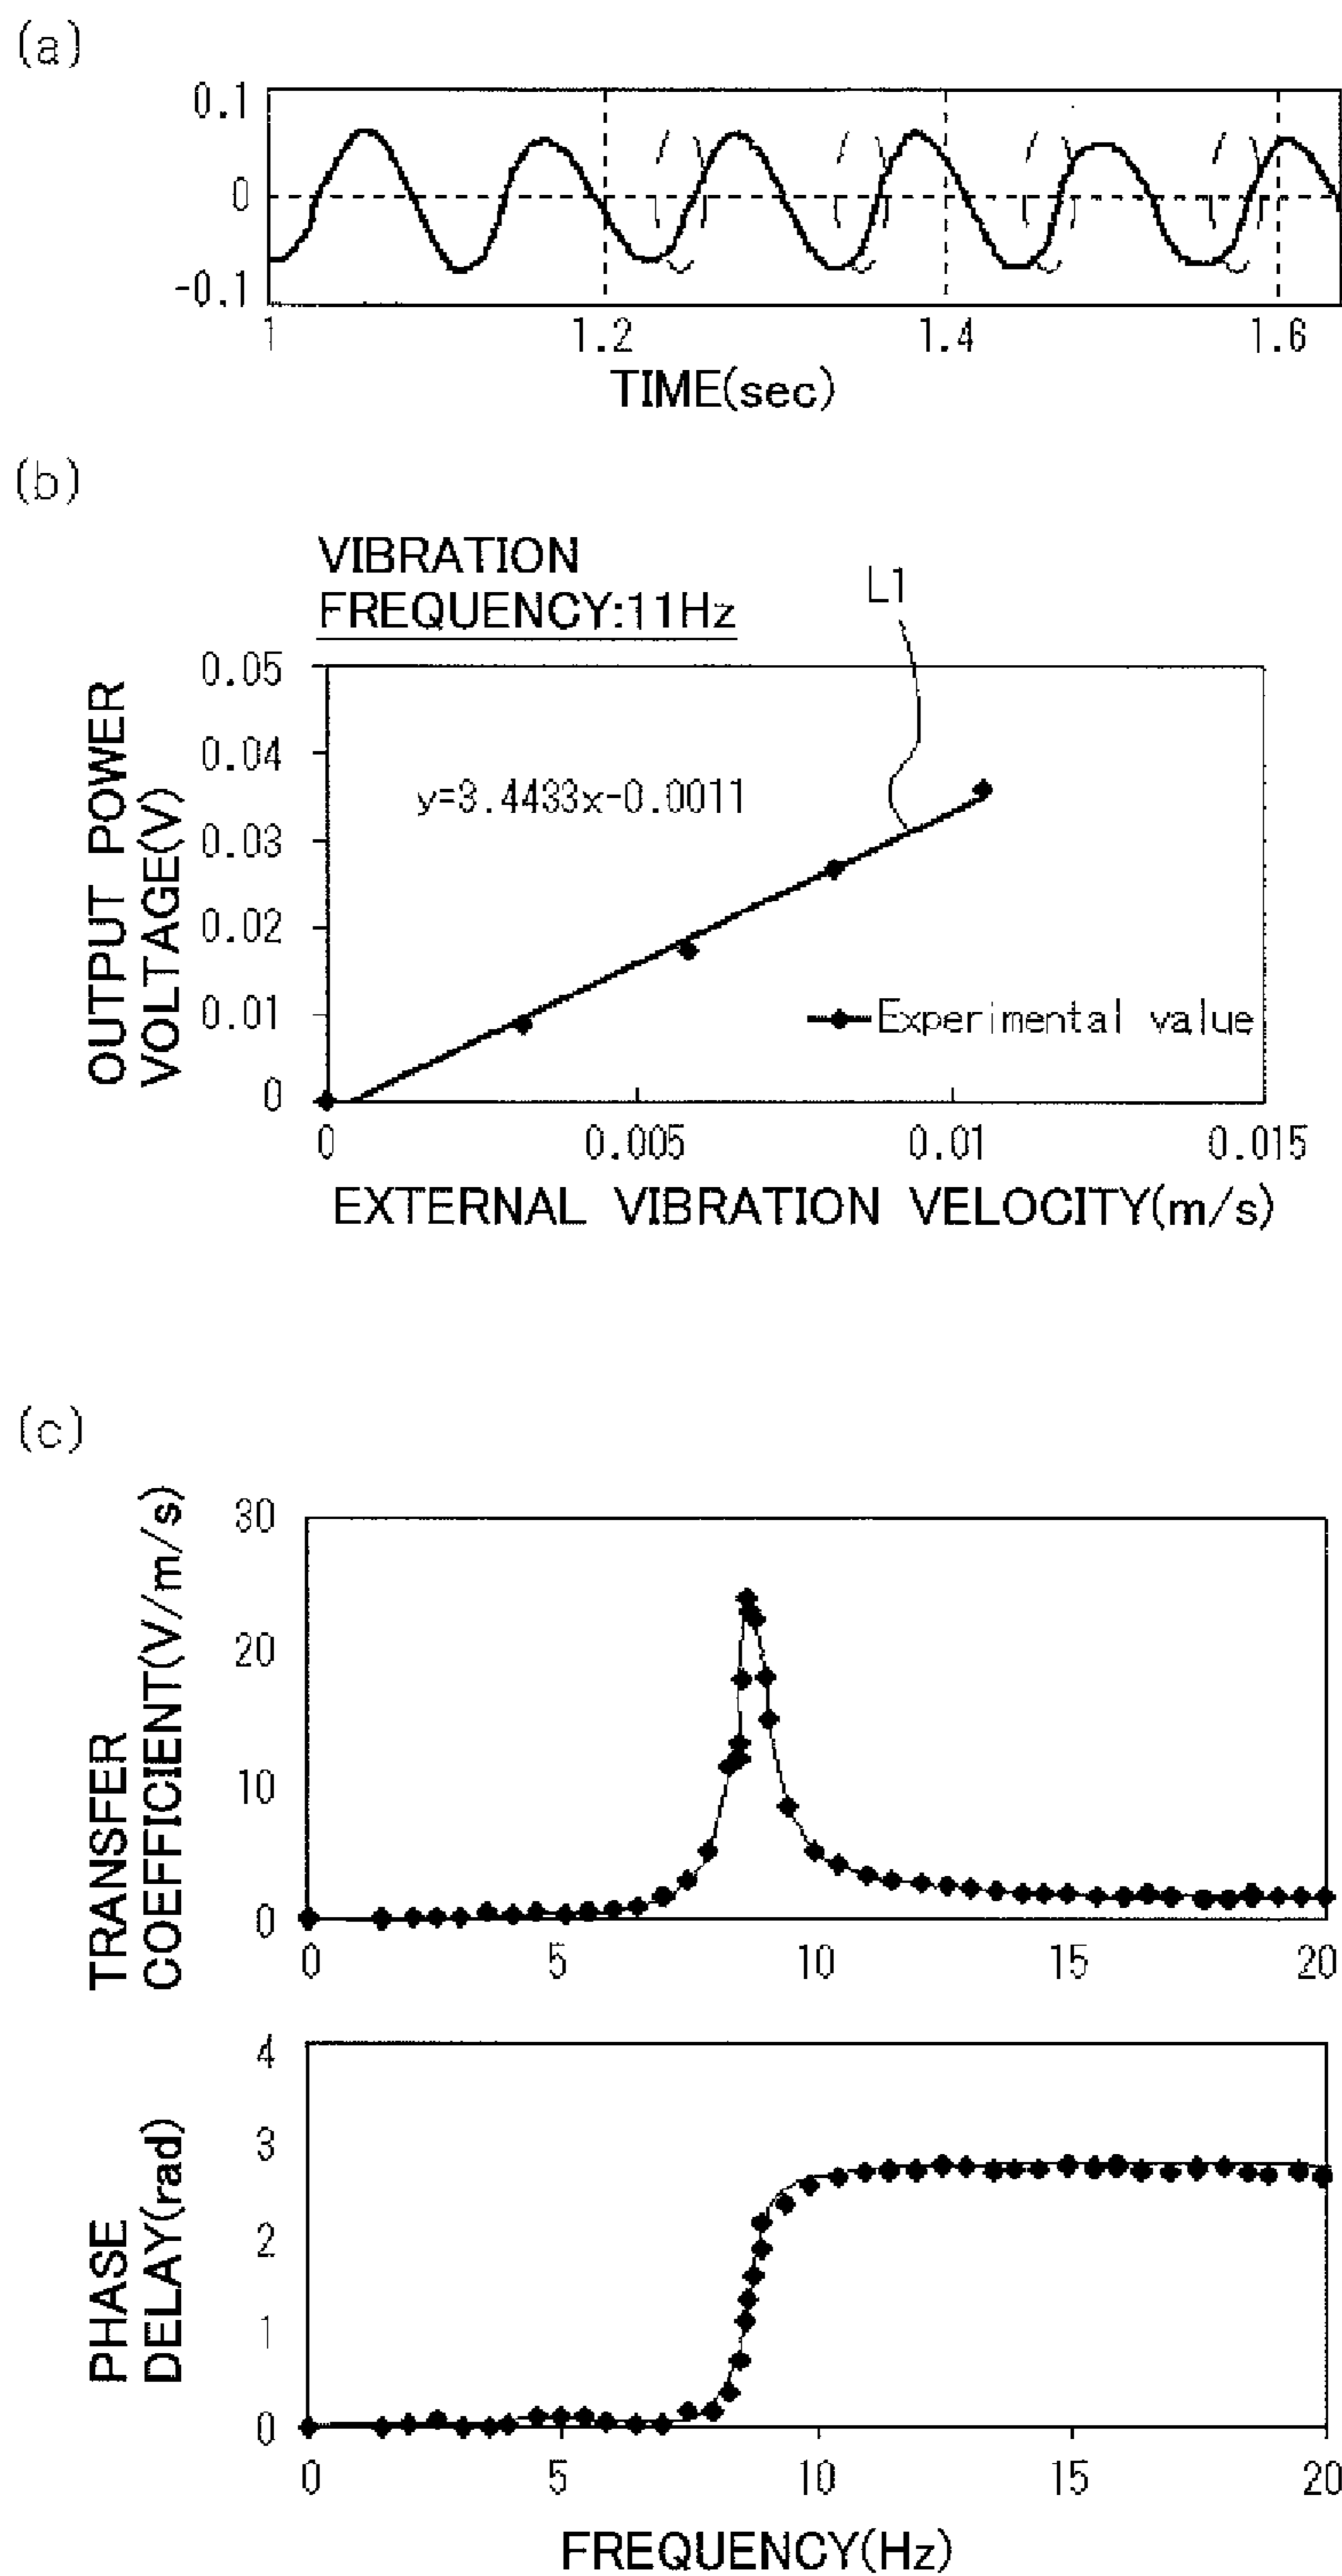 (a)
0.1
0
-0.1
1 1.2 1.4 1.6
TIME(sec)
(b)
VIBRATION
FREQUENCY:11Hz
L1
OUTPUT POWER
VOLTAGE(V)
0.05
0.04
y=3.4433x-0.0011
0.03
0.02
0.01
Experimental value
0
0 0.005 0.01 0.015
EXTERNAL VIBRATION VELOCITY(m/s)
(c)
TRANSFER
COEFFICIENT(V/m/s)
30
20
10
0
0 5 10 15 20
PHASE
DELAY(rad)
4
3
2
1
0
0 5 10 15 20
FREQUENCY(Hz)